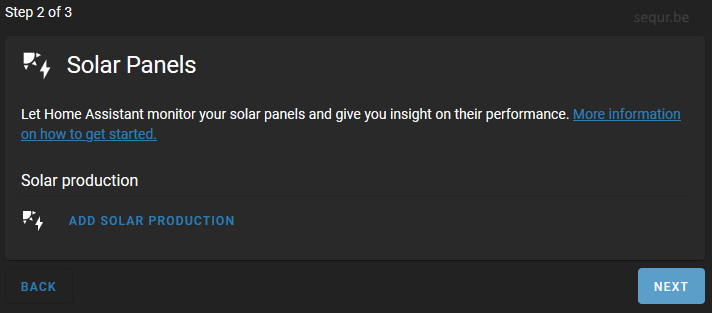 Step 2 of 3
sequr.be
Solar Panels
Let Home Assistant monitor your solar panels and give you insight on their performance. More information
on how to get started.
Solar production
ADD SOLAR PRODUCTION
BACK
NEXT